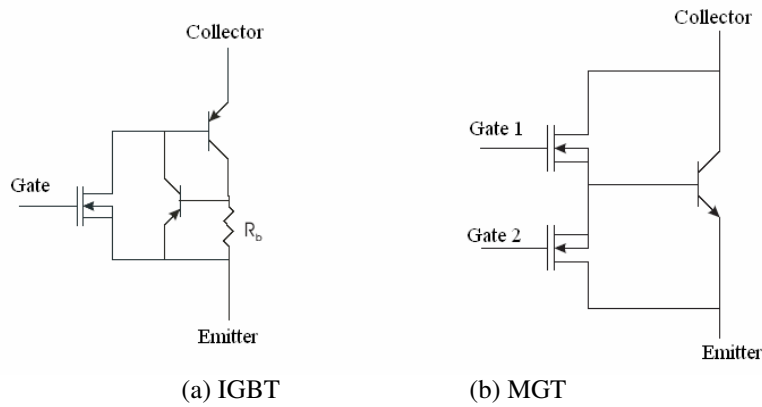 Collector
Gate
R_b
Emitter
Collector
Gate 1
Gate 2
Emitter
(a) IGBT
(b) MGT